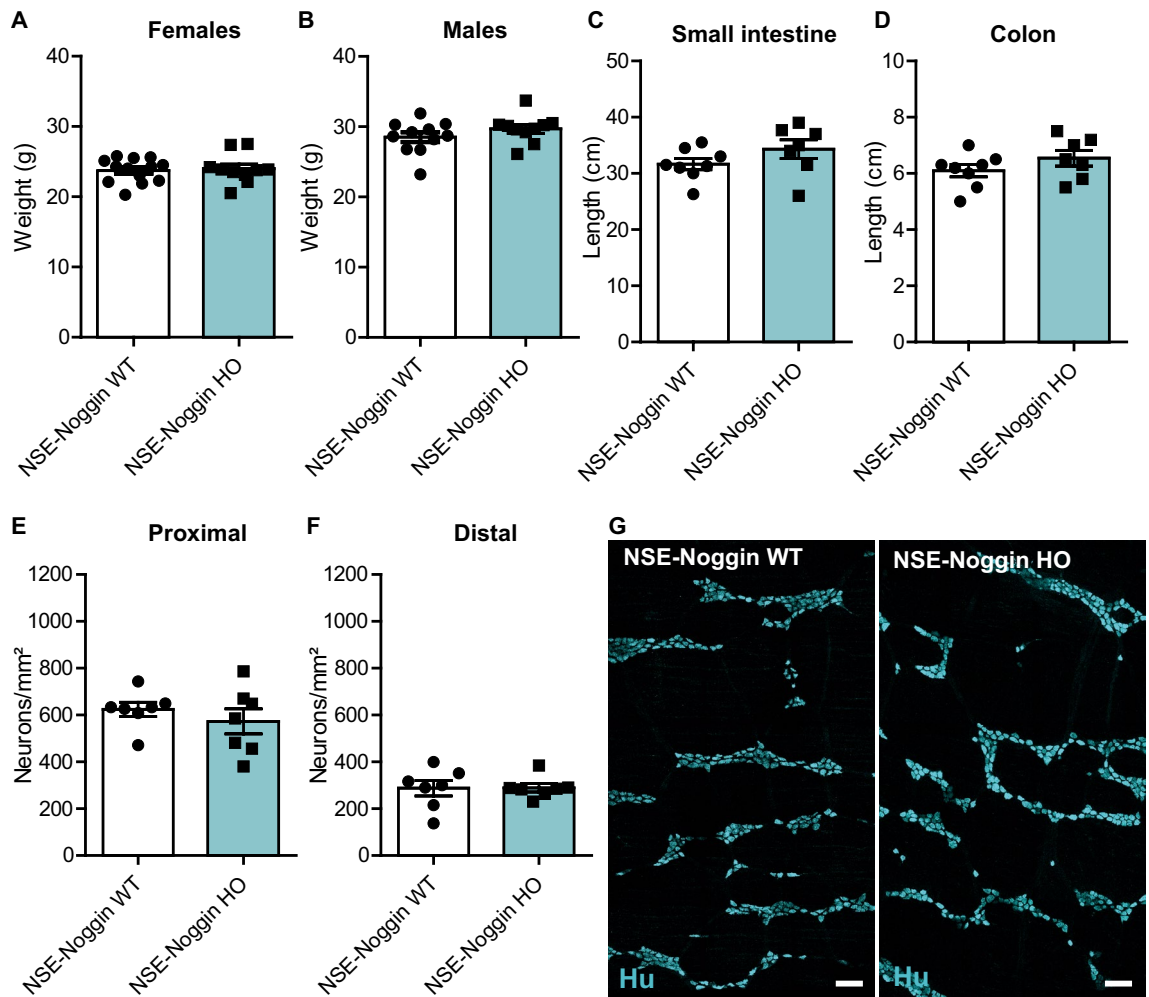 A
Females
Weight (g)
40
30
20
10
0
NSE-Noggin WT
NSE-Noggin HO
B
Males
Weight (g)
40
30
20
10
0
NSE-Noggin WT
NSE-Noggin HO
C
Small intestine
Length (cm)
50
40
30
20
10
0
NSE-Noggin WT
NSE-Noggin HO
D
Colon
Length (cm)
10
8
6
4
2
0
NSE-Noggin WT
NSE-Noggin HO
E
Proximal
Neurons/mm²
1200
1000
800
600
400
200
0
NSE-Noggin WT
NSE-Noggin HO
F
Distal
Neurons/mm²
1200
1000
800
600
400
200
0
NSE-Noggin WT
NSE-Noggin HO
G
NSE-Noggin WT
Hu
NSE-Noggin HO
Hu